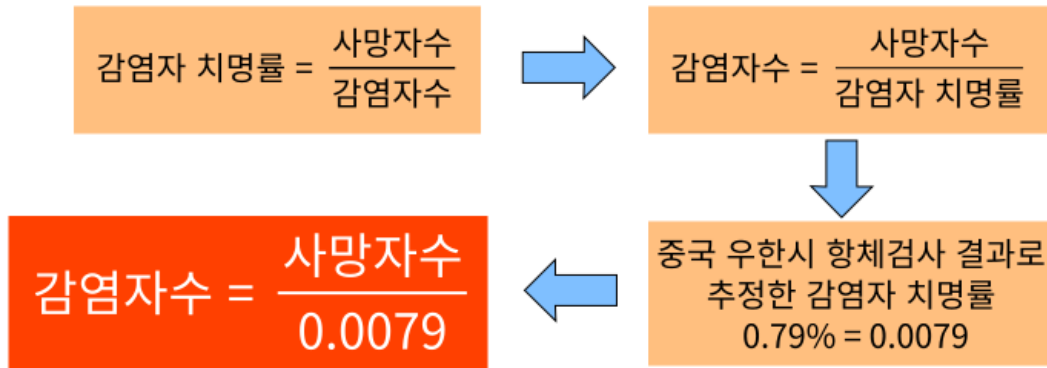 감염자 치명률 = 사망자수
감염자수
감염자수 = 사망자수
감염자 치명률
중국 우한시 항체검사 결과로
추정한 감염자 치명률
0.79% = 0.0079
감염자수 = 사망자수
0.0079